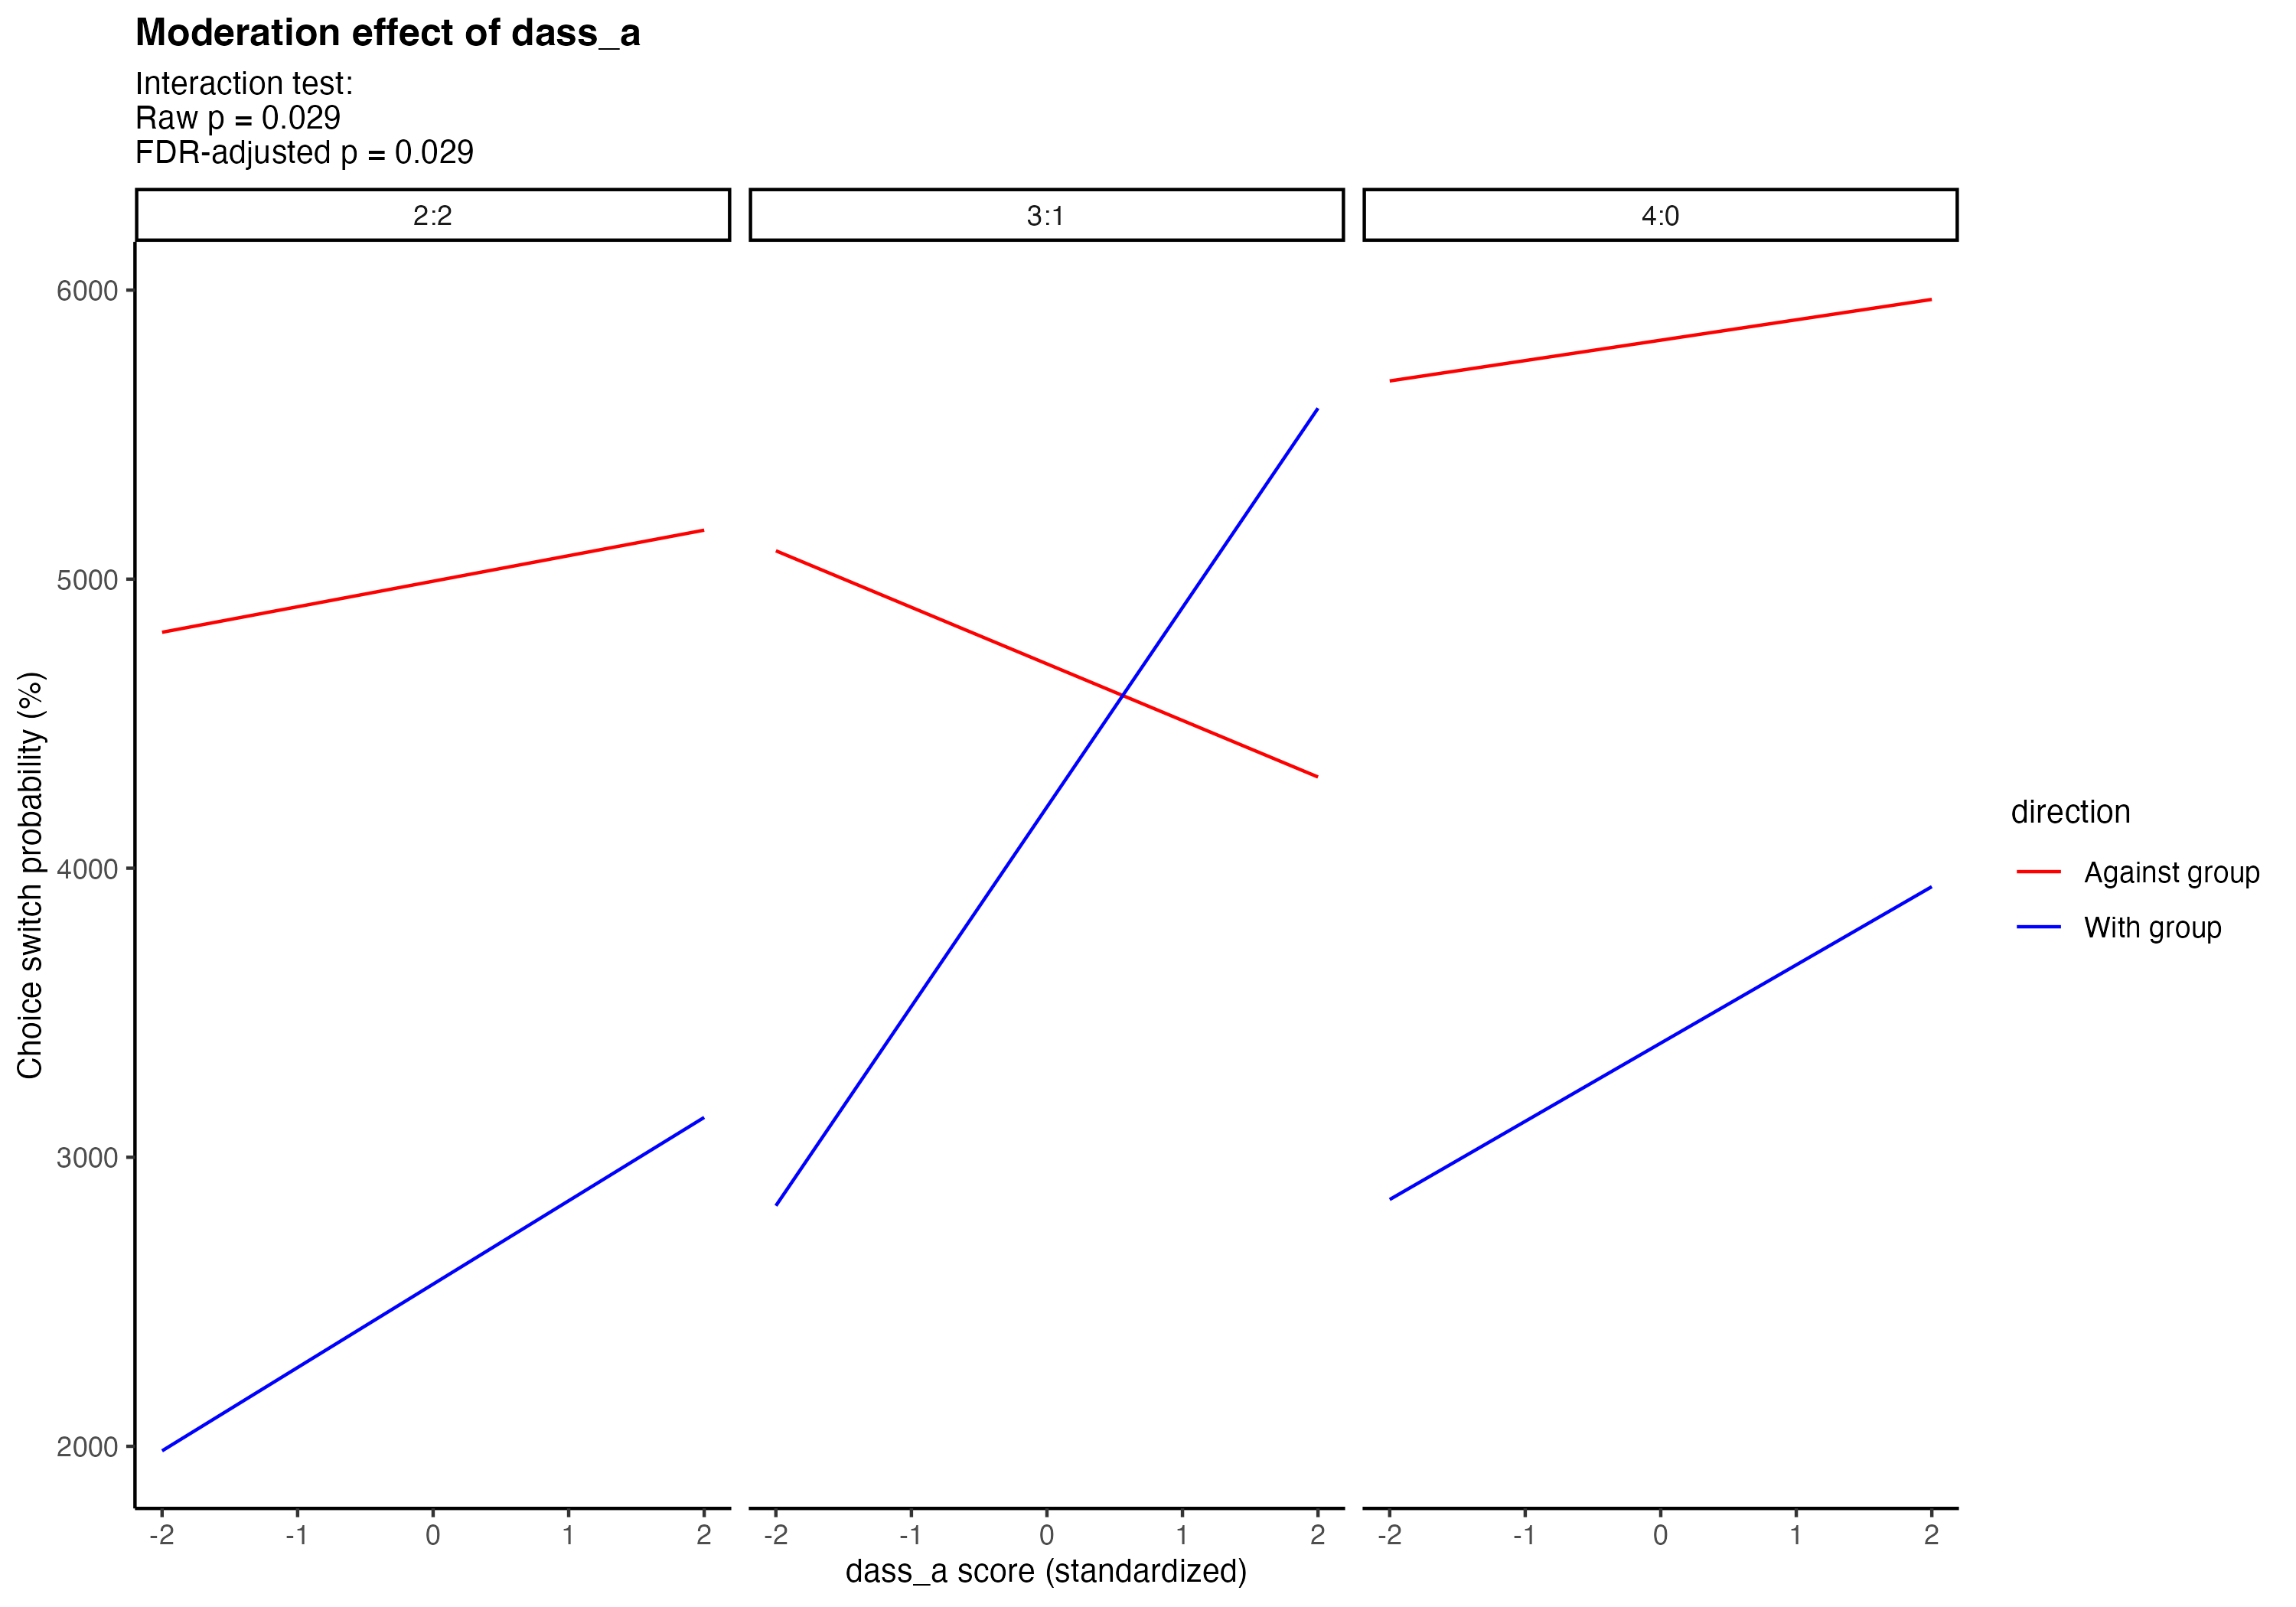 Moderation effect of dass_a
Interaction test:
Raw p = 0.029
FDR-adjusted p = 0.029
2:2
3:1
4:0
6000
5000
4000
3000
2000
Choice switch probability (%)
-2 -1 0 1 2
-2 -1 0 1 2
-2 -1 0 1 2
dass_a score (standardized)
direction
Against group
With group